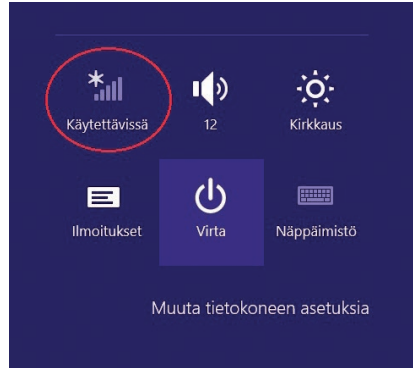 Käytettävissä
12
Kirkkaus
Ilmoitukset
Virta
Näppäimistö
Muuta tietokoneen asetuksia